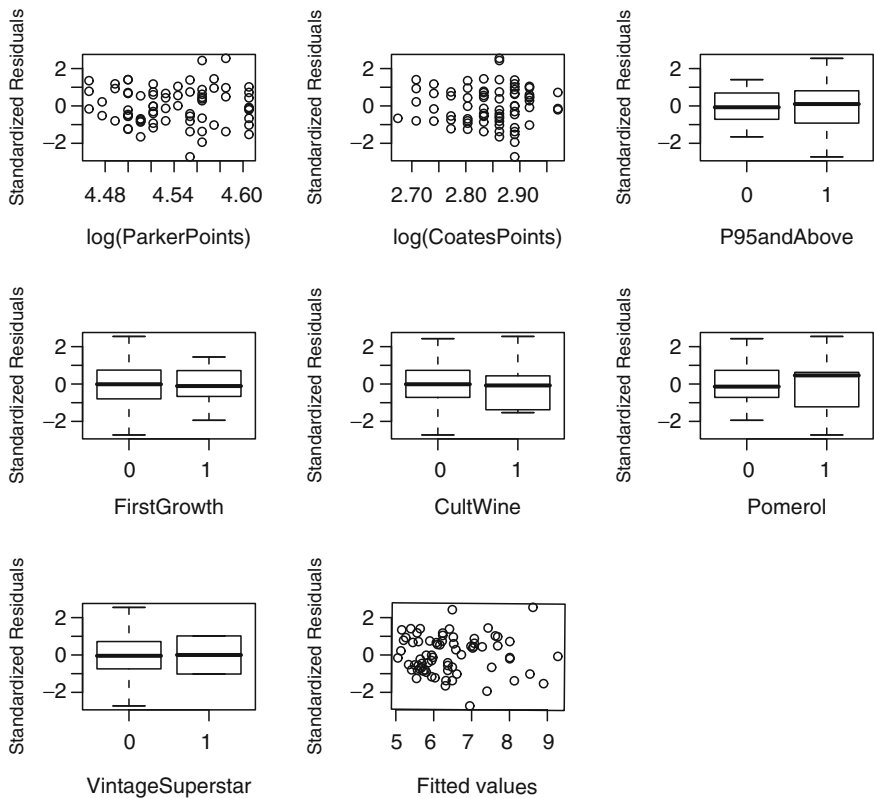 Standardized Residuals
2
0
−2
4.48 4.54 4.60
log(ParkerPoints)
Standardized Residuals
2
0
−2
2.70 2.80 2.90
log(CoatesPoints)
Standardized Residuals
2
0
−2
0 1
P95andAbove
Standardized Residuals
2
0
−2
0 1
FirstGrowth
Standardized Residuals
2
0
−2
0 1
CultWine
Standardized Residuals
2
0
−2
0 1
Pomerol
Standardized Residuals
2
0
−2
0 1
VintageSuperstar
Standardized Residuals
2
0
−2
5 6 7 8 9
Fitted values